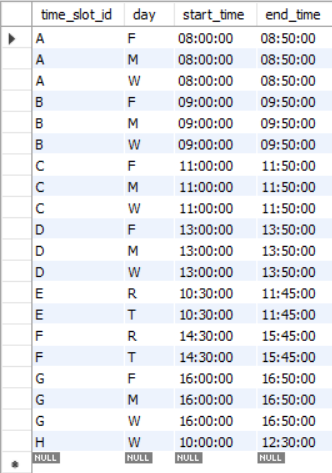 time_slot_id day start_time end_time
A F 08:00:00 08:50:00
A M 08:00:00 08:50:00
A W 08:00:00 08:50:00
B F 09:00:00 09:50:00
B M 09:00:00 09:50:00
B W 09:00:00 09:50:00
C F 11:00:00 11:50:00
C M 11:00:00 11:50:00
C W 11:00:00 11:50:00
D F 13:00:00 13:50:00
D M 13:00:00 13:50:00
D W 13:00:00 13:50:00
E R 10:30:00 11:45:00
E T 10:30:00 11:45:00
F R 14:30:00 15:45:00
F T 14:30:00 15:45:00
G F 16:00:00 16:50:00
G M 16:00:00 16:50:00
G W 16:00:00 16:50:00
H W 10:00:00 12:30:00
NULL NULL NULL NULL